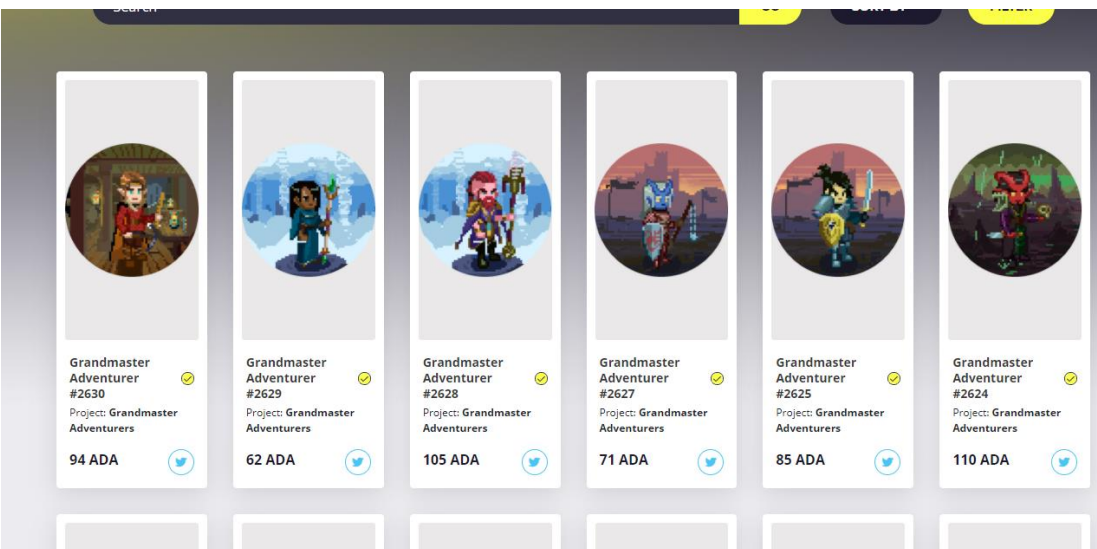 Search
Grandmaster
Adventurer
#2630
Project: Grandmaster
Adventurers
94 ADA
Grandmaster
Adventurer
#2629
Project: Grandmaster
Adventurers
62 ADA
Grandmaster
Adventurer
#2628
Project: Grandmaster
Adventurers
105 ADA
Grandmaster
Adventurer
#2627
Project: Grandmaster
Adventurers
71 ADA
Grandmaster
Adventurer
#2625
Project: Grandmaster
Adventurers
85 ADA
Grandmaster
Adventurer
#2624
Project: Grandmaster
Adventurers
110 ADA